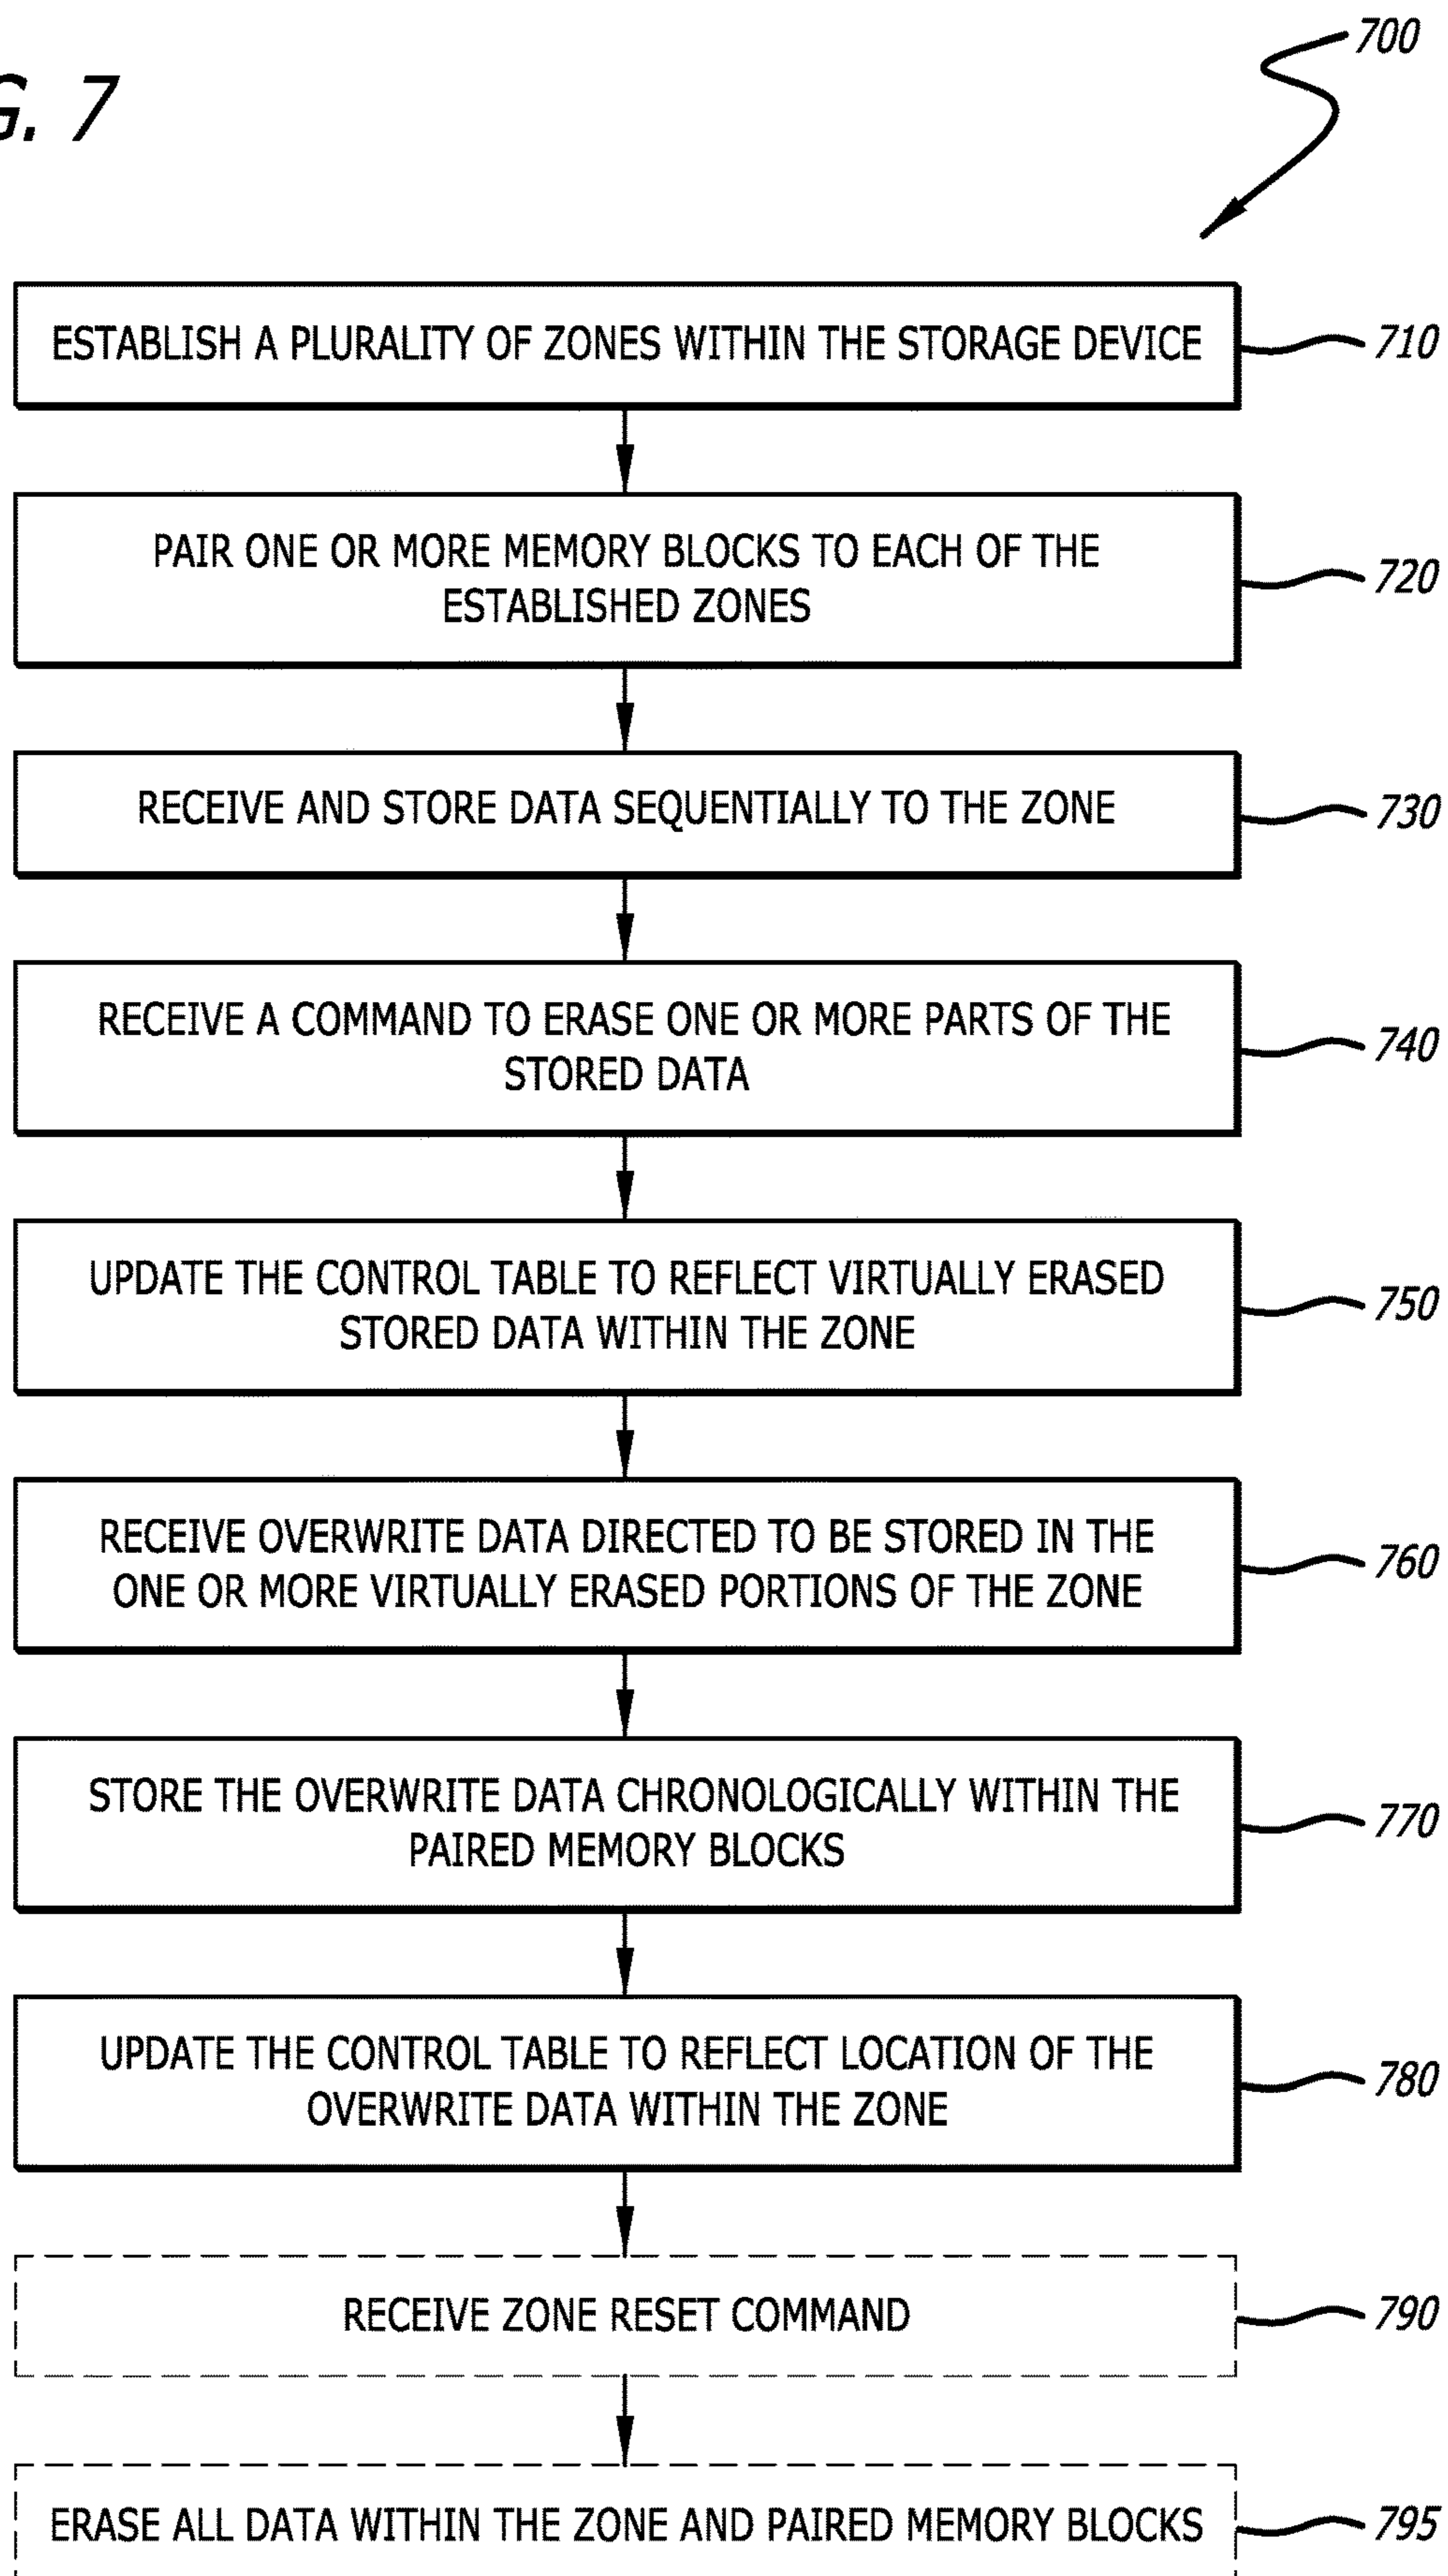 G. 7
700
ESTABLISH A PLURALITY OF ZONES WITHIN THE STORAGE DEVICE
710
PAIR ONE OR MORE MEMORY BLOCKS TO EACH OF THE
ESTABLISHED ZONES
720
RECEIVE AND STORE DATA SEQUENTIALLY TO THE ZONE
730
RECEIVE A COMMAND TO ERASE ONE OR MORE PARTS OF THE
STORED DATA
740
UPDATE THE CONTROL TABLE TO REFLECT VIRTUALLY ERASED
STORED DATA WITHIN THE ZONE
750
RECEIVE OVERWRITE DATA DIRECTED TO BE STORED IN THE
ONE OR MORE VIRTUALLY ERASED PORTIONS OF THE ZONE
760
STORE THE OVERWRITE DATA CHRONOLOGICALLY WITHIN THE
PAIRED MEMORY BLOCKS
770
UPDATE THE CONTROL TABLE TO REFLECT LOCATION OF THE
OVERWRITE DATA WITHIN THE ZONE
780
RECEIVE ZONE RESET COMMAND
790
ERASE ALL DATA WITHIN THE ZONE AND PAIRED MEMORY BLOCKS
795